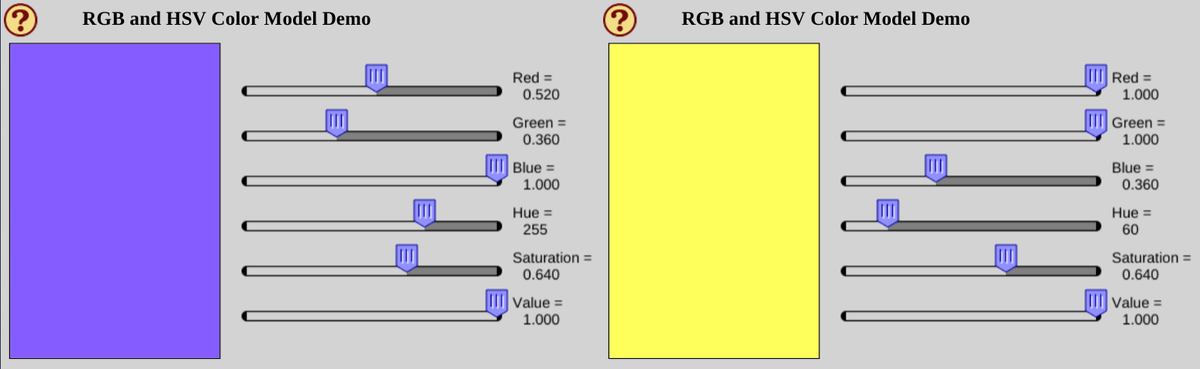 ?
RGB and HSV Color Model Demo
Red =
0.520
Green =
0.360
Blue =
1.000
Hue =
255
Saturation =
0.640
Value =
1.000
?
RGB and HSV Color Model Demo
Red =
1.000
Green =
1.000
Blue =
0.360
Hue =
60
Saturation =
0.640
Value =
1.000